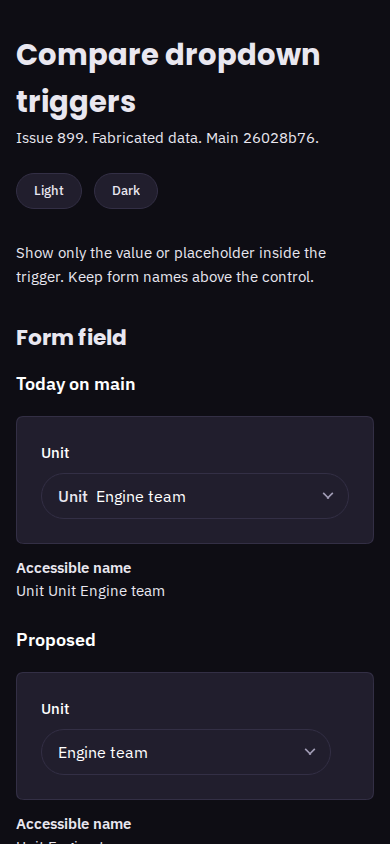 Compare dropdown
triggers
Issue 899. Fabricated data. Main 26028b76.
Light
Dark
Show only the value or placeholder inside the
trigger. Keep form names above the control.
Form field
Today on main
Unit
Unit Engine team
Accessible name
Unit Unit Engine team
Proposed
Unit
Engine team
Accessible name